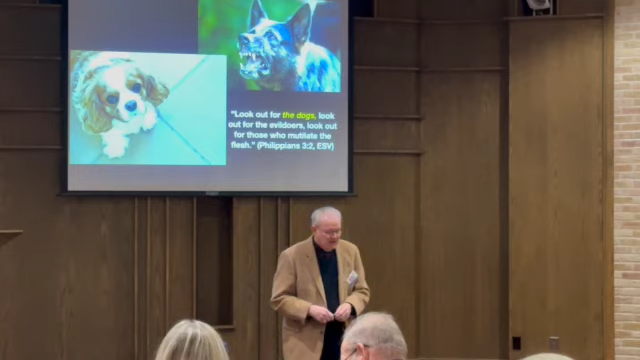 "Look out for the dogs, look
out for the evildoers, look out
for those who mutilate the
flesh." (Philippians 3:2, ESV)